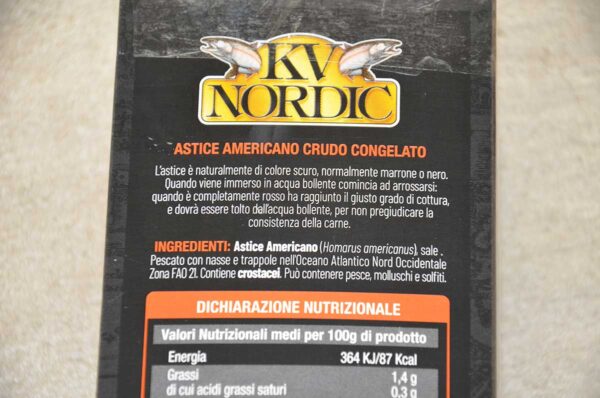 KV
NORDIC
ASTICE AMERICANO CRUDO CONGELATO
L'astice è naturalmente di colore scuro, normalmente marrone o nero.
Quando viene immerso in acqua bollente comincia ad arrossarsi:
quando è completamente rosso ha raggiunto il giusto grado di cottura,
e dovrà essere tolto dall'acqua bollente, per non pregiudicare la
consistenza della carne.
INGREDIENTI: Astice Americano (Homarus americanus), sale .
Pescato con nasse e trappole nell'Oceano Atlantico Nord Occidentale
Zona FAO 21. Contiene crostacei. Può contenere pesce, molluschi e solfiti.
DICHIARAZIONE NUTRIZIONALE
Valori Nutrizionali medi per 100g di prodotto
Energia 364 KJ/87 Kcal
Grassi 1,4 g
di cui acidi grassi saturi 0,3 g